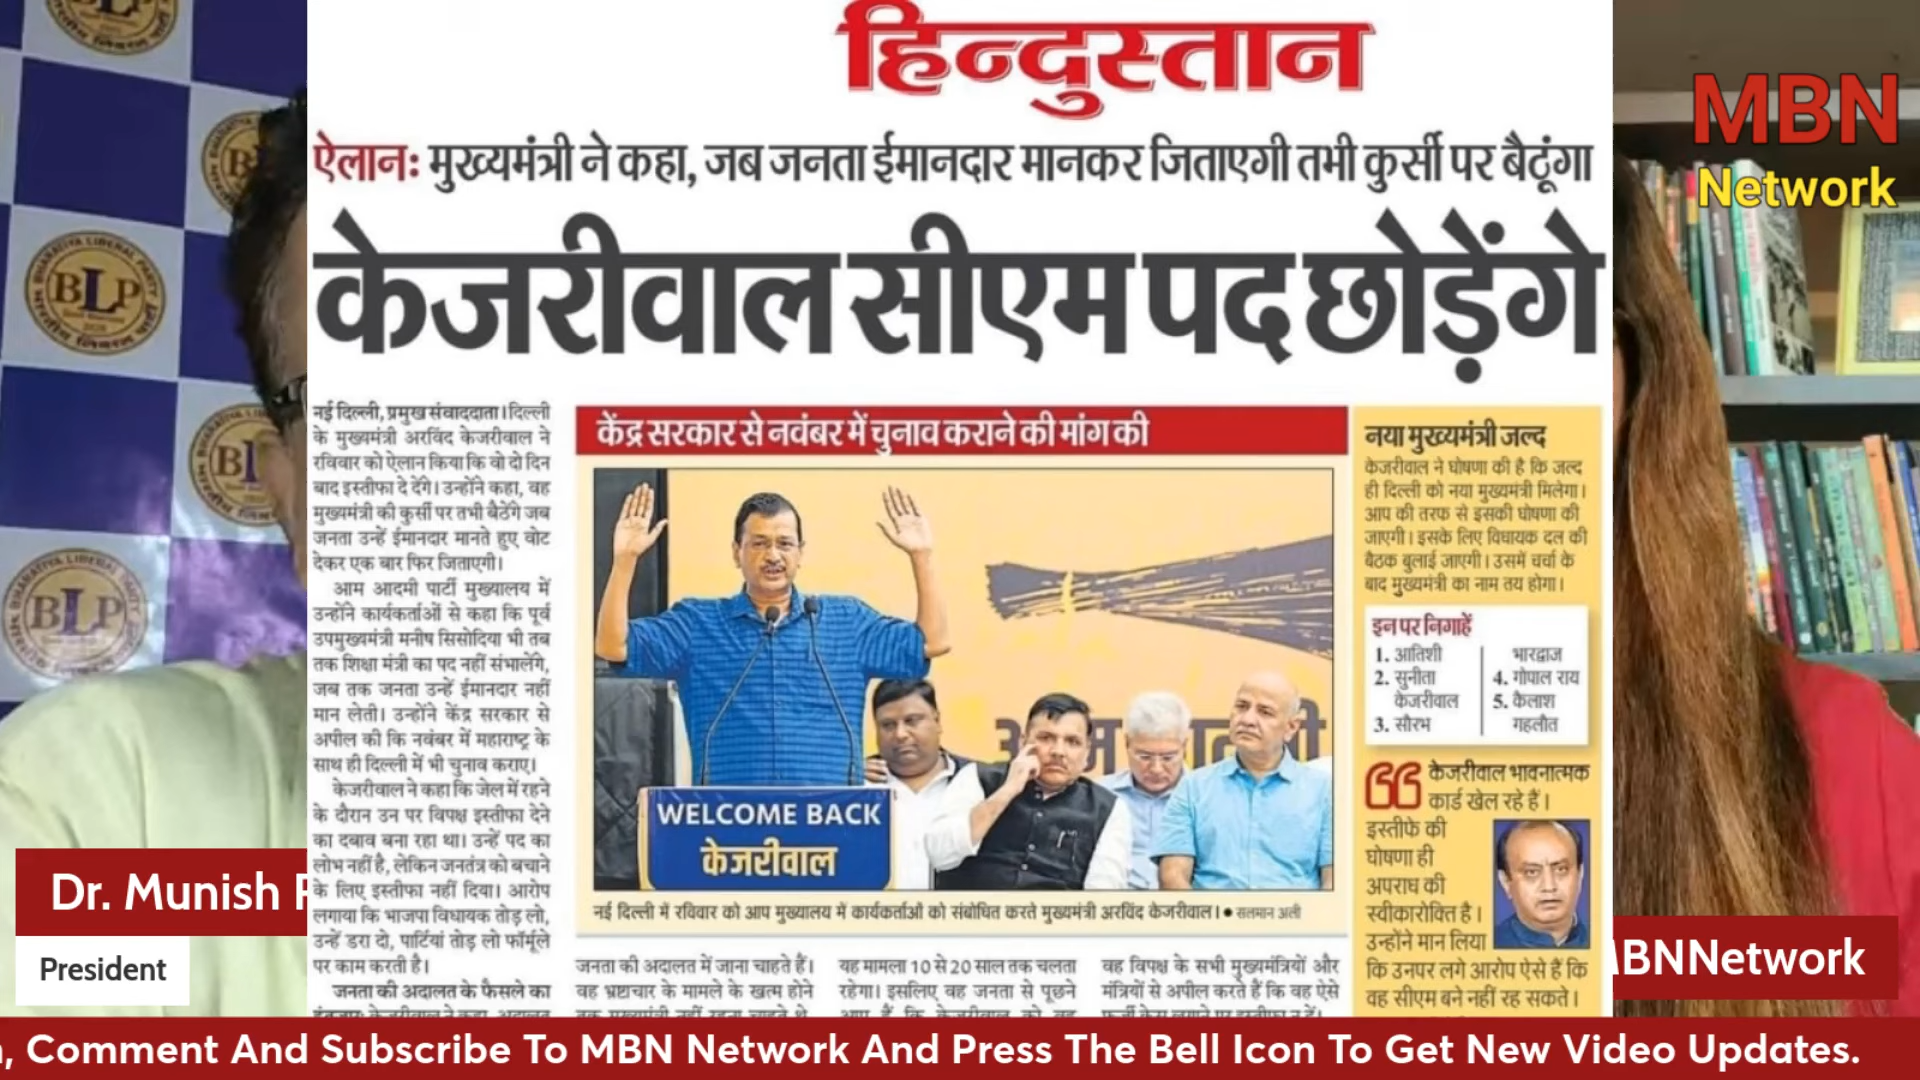 हिन्दुस्तान
MBN
Network
ऐलानः मुख्यमंत्री ने कहा, जब जनता ईमानदार मानकर जिताएगी तभी कुर्सी पर बैठूंगा
केजरीवाल सीएम पद छोड़ेंगे
नई दिल्ली, प्रमुख संवाददाता। दिल्ली
के मुख्यमंत्री अरविंद केजरीवाल ने
रविवार को ऐलान किया कि वो दो दिन
बाद इस्तीफा दे देंगे। उन्होंने कहा, वह
मुख्यमंत्री की कुर्सी पर तभी बैठेंगे जब
जनता उन्हें ईमानदार मानते हुए वोट
देकर एक बार फिर जिताएगी।
आम आदमी पार्टी मुख्यालय में
उन्होंने कार्यकर्ताओं से कहा कि पूर्व
उपमुख्यमंत्री मनीष सिसोदिया भी तब
तक शिक्षा मंत्री का पद नहीं संभालेंगे,
जब तक जनता उन्हें ईमानदार नहीं
मान लेती। उन्होंने केंद्र सरकार से
अपील की कि नवंबर में महाराष्ट्र के
साथ ही दिल्ली में भी चुनाव कराए।
केजरीवाल ने कहा कि जेल में रहने
के दौरान उन पर विपक्ष इस्तीफा देने
का दबाव बना रहा था। उन्हें पद का
लोभ नहीं है, लेकिन जनतंत्र को बचाने
के लिए इस्तीफा नहीं दिया। आरोप
लगाया कि भाजपा विधायक तोड़ लो,
उन्हें डरा दो, पार्टियां तोड़ लो फॉर्मूले
पर काम करती है।
जनता की अदालत के फैसले का
केंद्र सरकार से नवंबर में चुनाव कराने की मांग की
WELCOME BACK
केजरीवाल
नई दिल्ली में रविवार को आप मुख्यालय में कार्यकर्ताओं को संबोधित करते मुख्यमंत्री अरविंद केजरीवाल। ● सलमान अली
जनता की अदालत में जाना चाहते हैं।
वह भ्रष्टाचार के मामले के खत्म होने
यह मामला 10 से 20 साल तक चलता
रहेगा। इसलिए वह जनता से पूछने
वह विपक्ष के सभी मुख्यमंत्रियों और
मंत्रियों से अपील करते हैं कि वह ऐसे
नया मुख्यमंत्री जल्द
केजरीवाल ने घोषणा की है कि जल्द
ही दिल्ली को नया मुख्यमंत्री मिलेगा।
आप की तरफ से इसकी घोषणा की
जाएगी। इसके लिए विधायक दल की
बैठक बुलाई जाएगी। उसमें चर्चा के
बाद मुख्यमंत्री का नाम तय होगा।
इन पर निगाहें
1. आतिशी
2. सुनीता
केजरीवाल
3. सौरभ
भारद्वाज
4. गोपाल राय
5. कैलाश
गहलौत
केजरीवाल भावनात्मक
कार्ड खेल रहे हैं।
इस्तीफे की
घोषणा ही
अपराध की
स्वीकारोक्ति है।
उन्होंने मान लिया
कि उनपर लगे आरोप ऐसे हैं कि
वह सीएम बने नहीं रह सकते।
BLP
BLP
Dr. Munish
President
MBNNetwork
, Comment And Subscribe To MBN Network And Press The Bell Icon To Get New Video Updates.